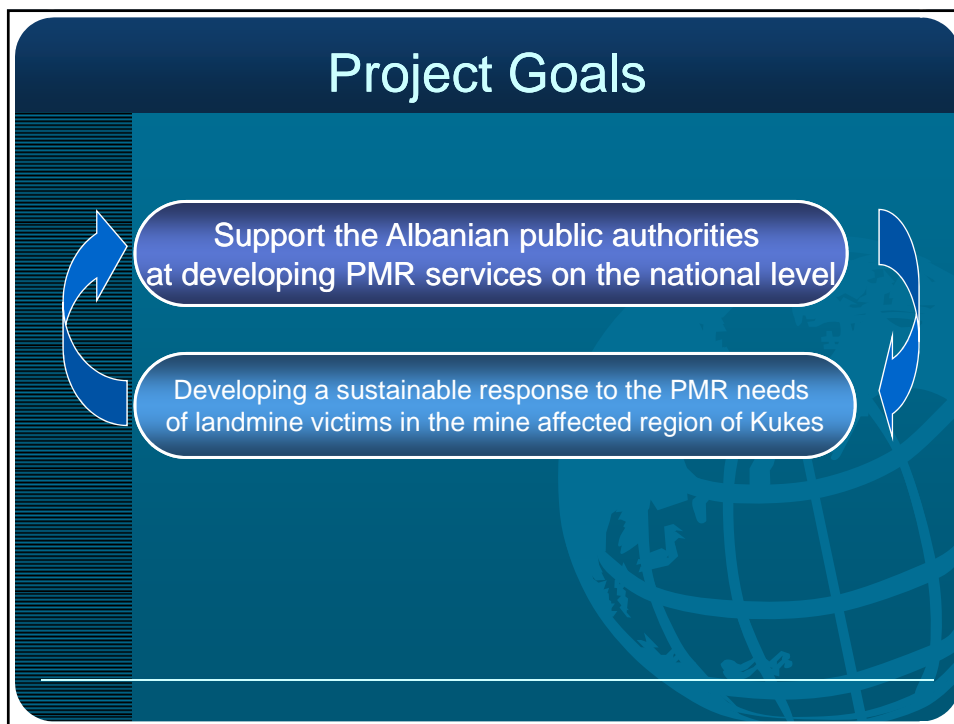 Project Goals
Support the Albanian public authorities
at developing PMR services on the national level
Developing a sustainable response to the PMR needs
of landmine victims in the mine affected region of Kukes